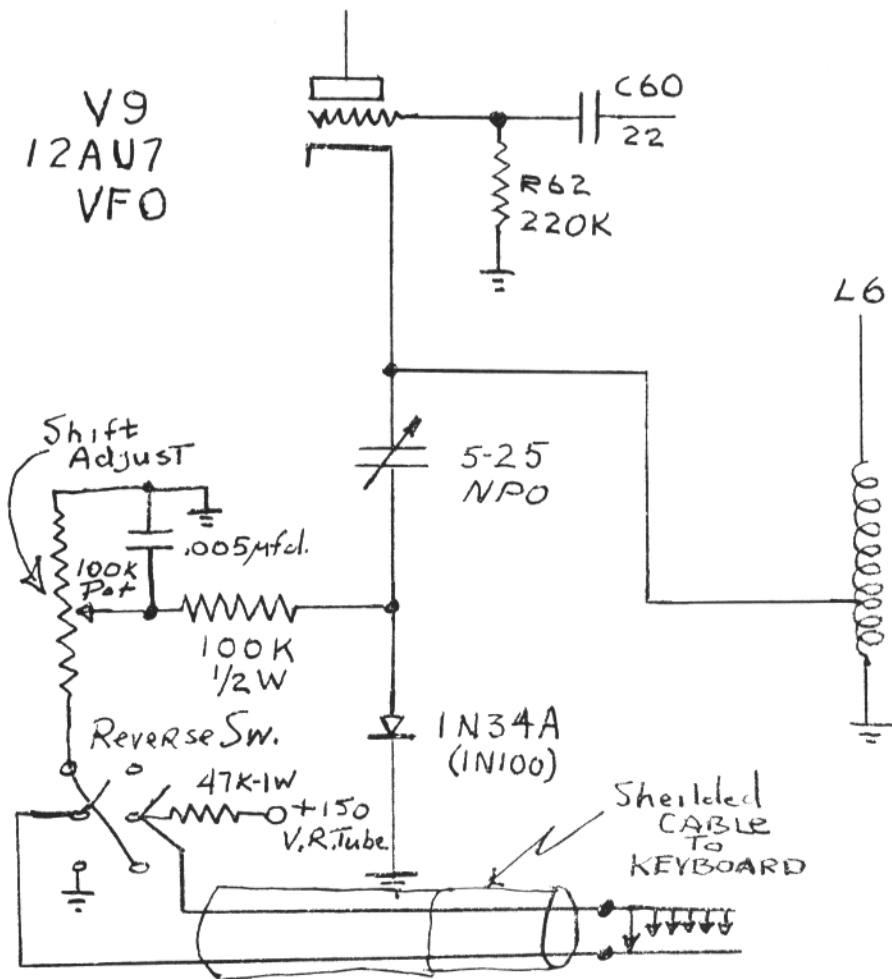 V9
12AU7
VFO
C60
22
R62
220K
L6
Shift
Adjust
5-25
NPO
.005μfd.
100K
Pot
100K
1/2W
1N34A
(1N100)
Reverse Sw.
47K-1W
+150
V.R.Tube
Sheilded
CABLE
To
KEYBOARD